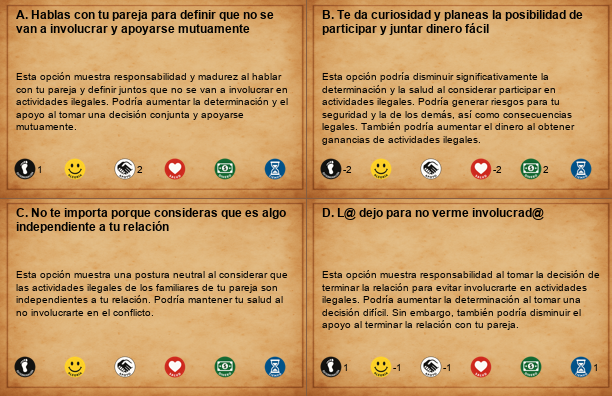 A. Hablas con tu pareja para definir que no se
van a involucrar y apoyarse mutuamente
Esta opción muestra responsabilidad y madurez al hablar
con tu pareja y definir juntos que no se van a involucrar en
actividades ilegales. Podría aumentar la determinación y el
apoyo al tomar una decisión conjunta y apoyarse
mutuamente.
1
2
B. Te da curiosidad y planeas la posibilidad de
participar y juntar dinero fácil
Esta opción podría disminuir significativamente la
determinación y la salud al considerar participar en
actividades ilegales. Podría generar riesgos para tu
seguridad y la de los demás, así como consecuencias
legales. También podría aumentar el dinero al obtener
ganancias de actividades ilegales.
-2
-2
2
C. No te importa porque consideras que es algo
independiente a tu relación
Esta opción muestra una postura neutral al considerar que
las actividades ilegales de los familiares de tu pareja son
independientes a tu relación. Podría mantener tu salud al
no involucrarte en el conflicto.
D. L@ dejo para no verme involucrad@
Esta opción muestra responsabilidad al tomar la decisión de
terminar la relación para evitar involucrarte en actividades
ilegales. Podría aumentar la determinación al tomar una
decisión difícil. Sin embargo, también podría disminuir el
apoyo al terminar la relación con tu pareja.
1
-1
-1
1